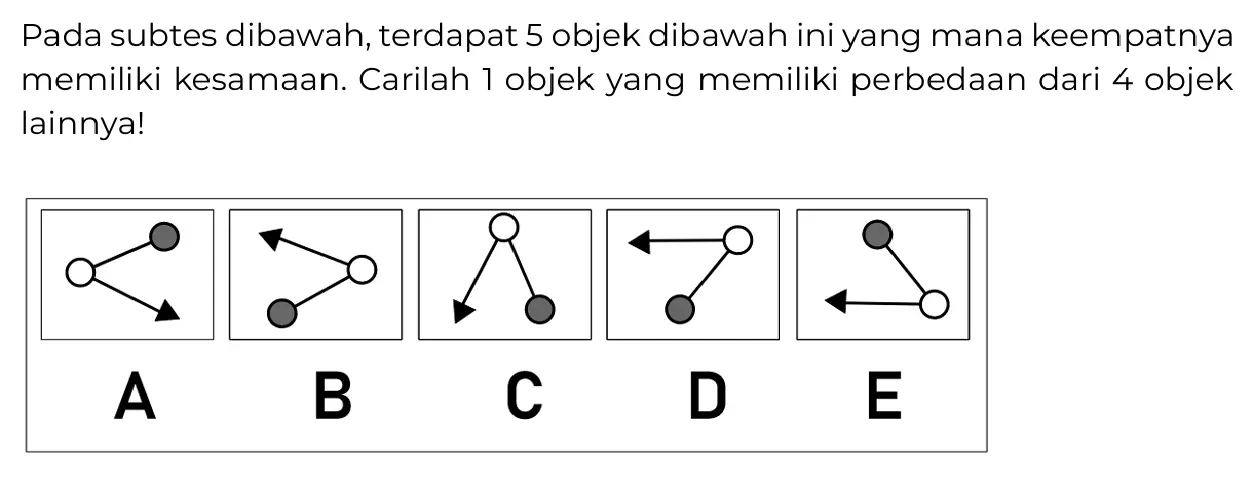 Pada subtes dibawah, terdapat 5 objek dibawah ini yang mana keempatnya
memiliki kesamaan. Carilah 1 objek yang memiliki perbedaan dari 4 objek
lainnya!
A B C D E